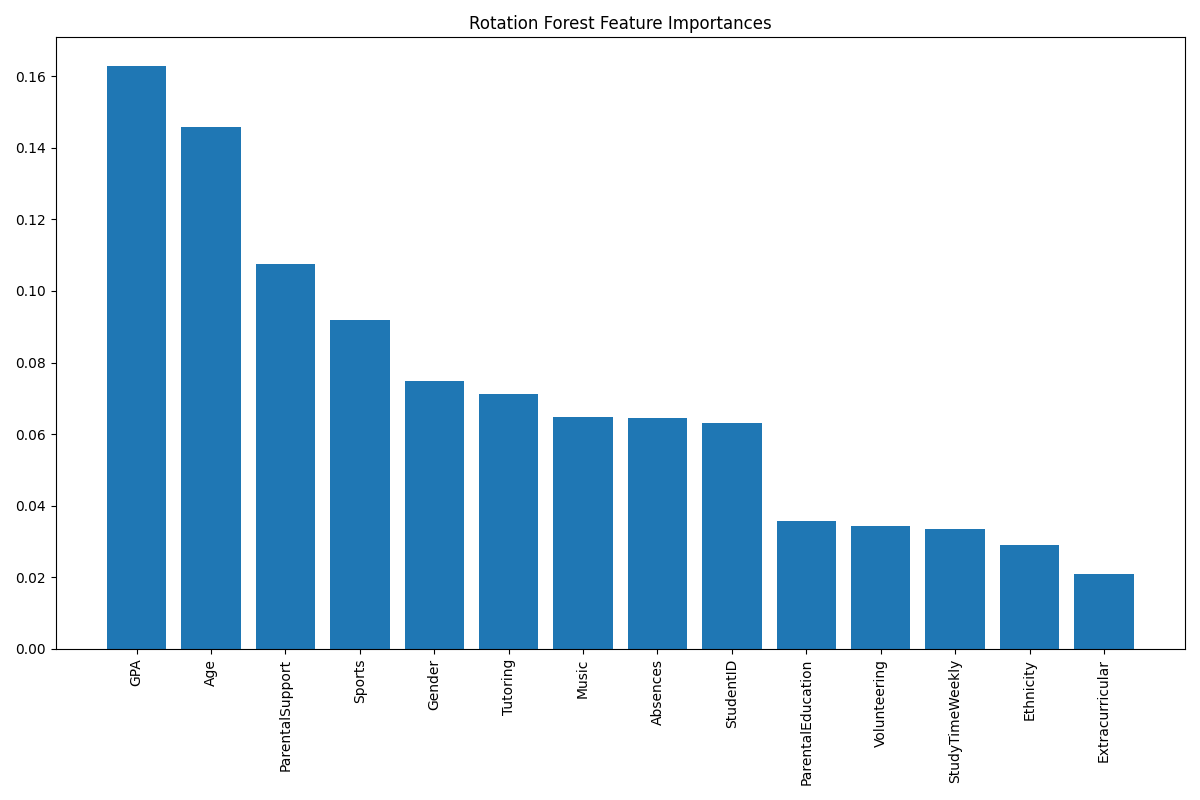 Rotation Forest Feature Importances
0.16
0.14
0.12
0.10
0.08
0.06
0.04
0.02
0.00
GPA
Age
ParentalSupport
Sports
Gender
Tutoring
Music
Absences
StudentID
ParentalEducation
Volunteering
StudyTimeWeekly
Ethnicity
Extracurricular